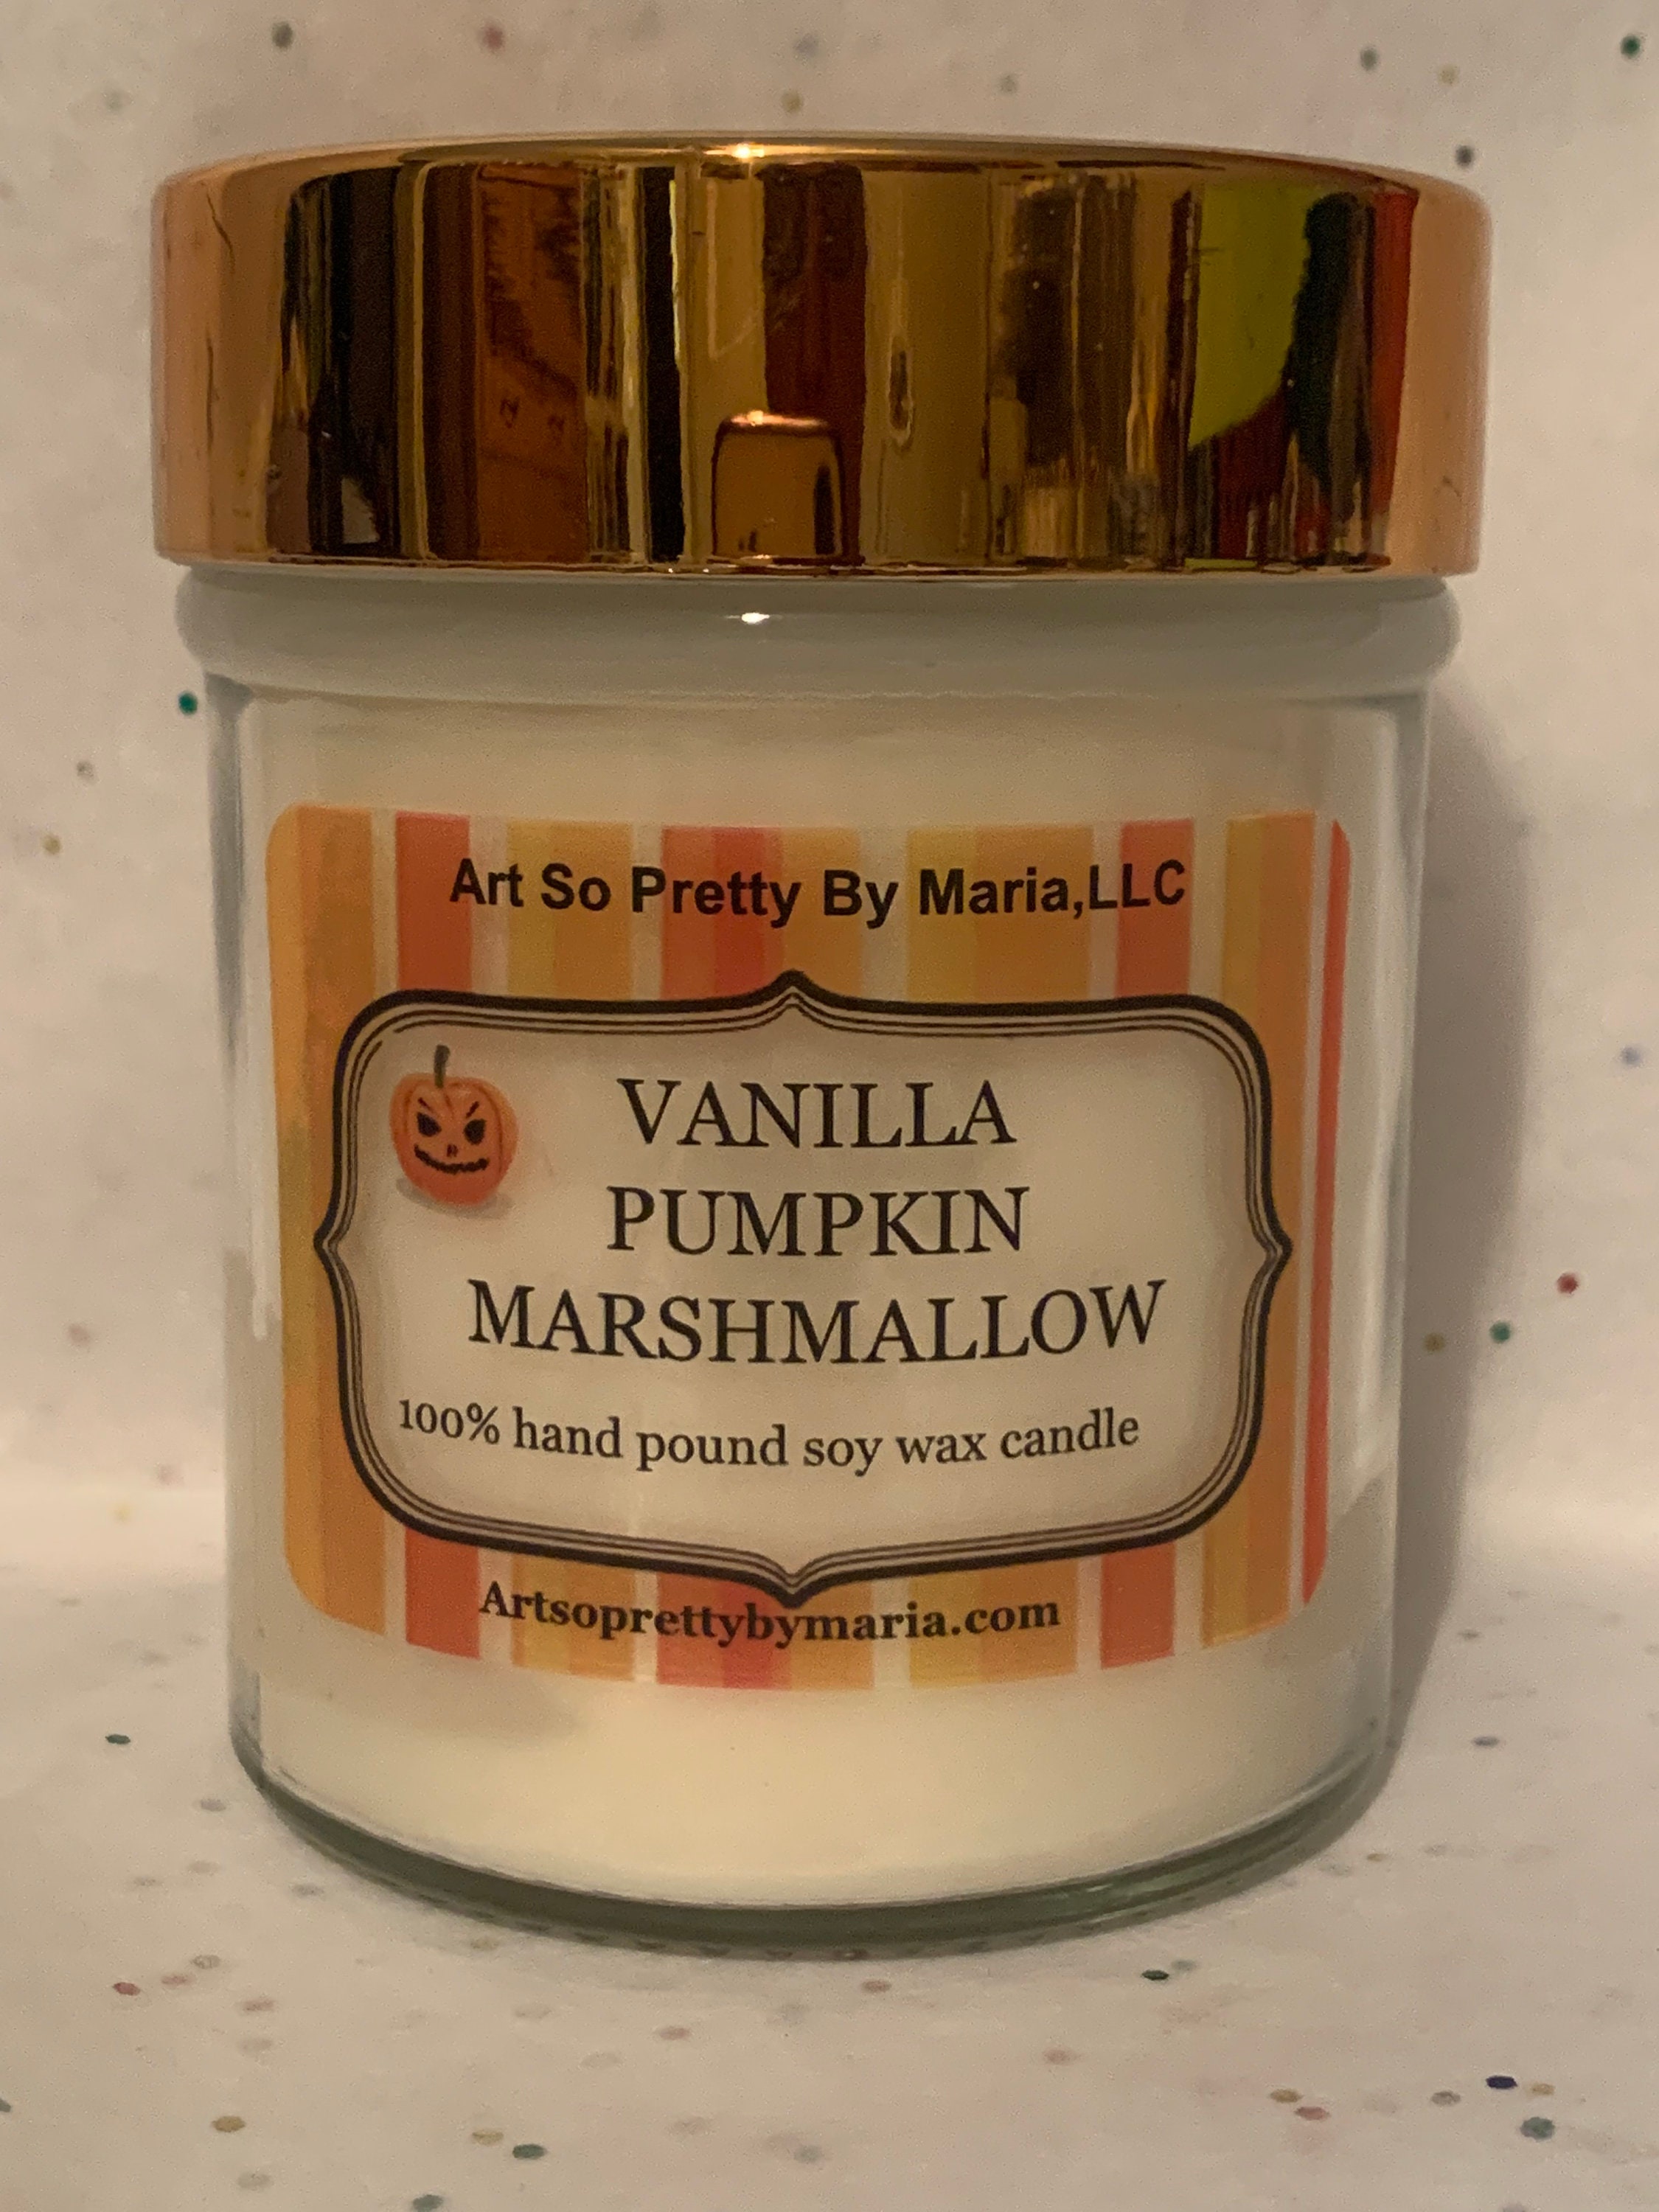 Art So Pretty By Maria,LLC
VANILLA
PUMPKIN
MARSHMALLOW
100% hand pound soy wax candle
Artsoprettybymaria.com